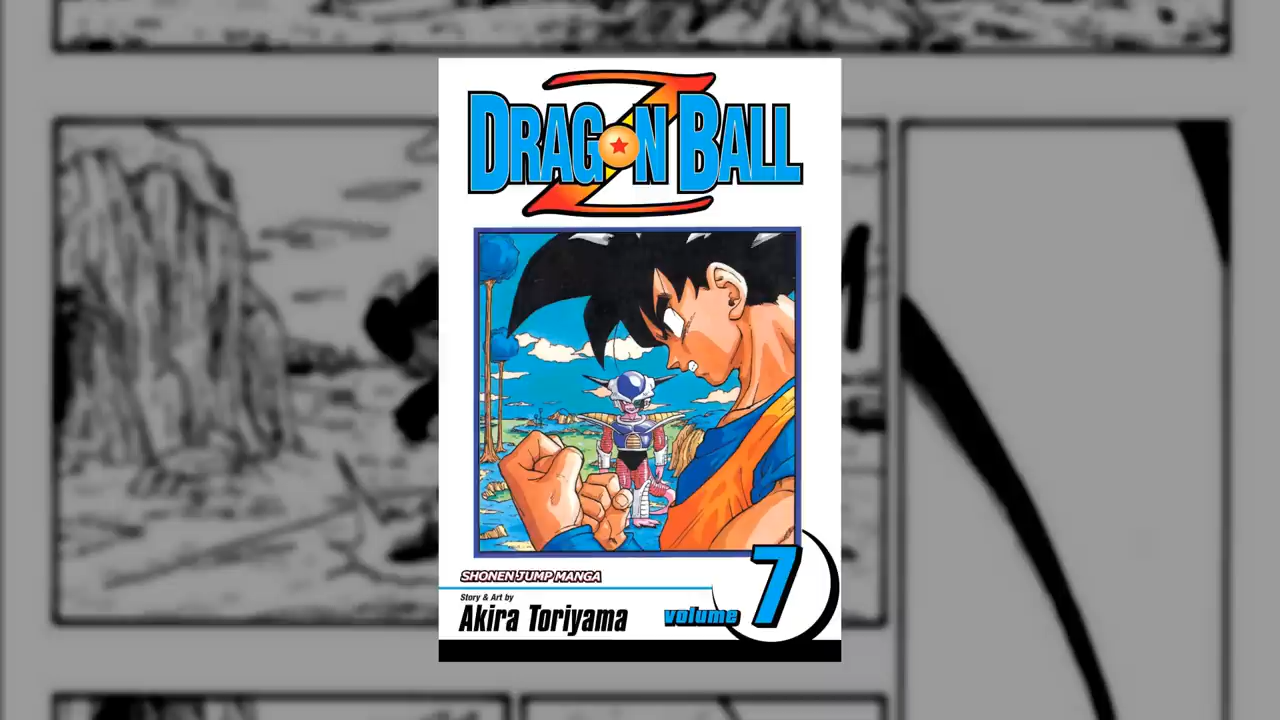 DRAGON BALL Z
SHONEN JUMP MANGA
Story & Art by
Akira Toriyama
volume 7